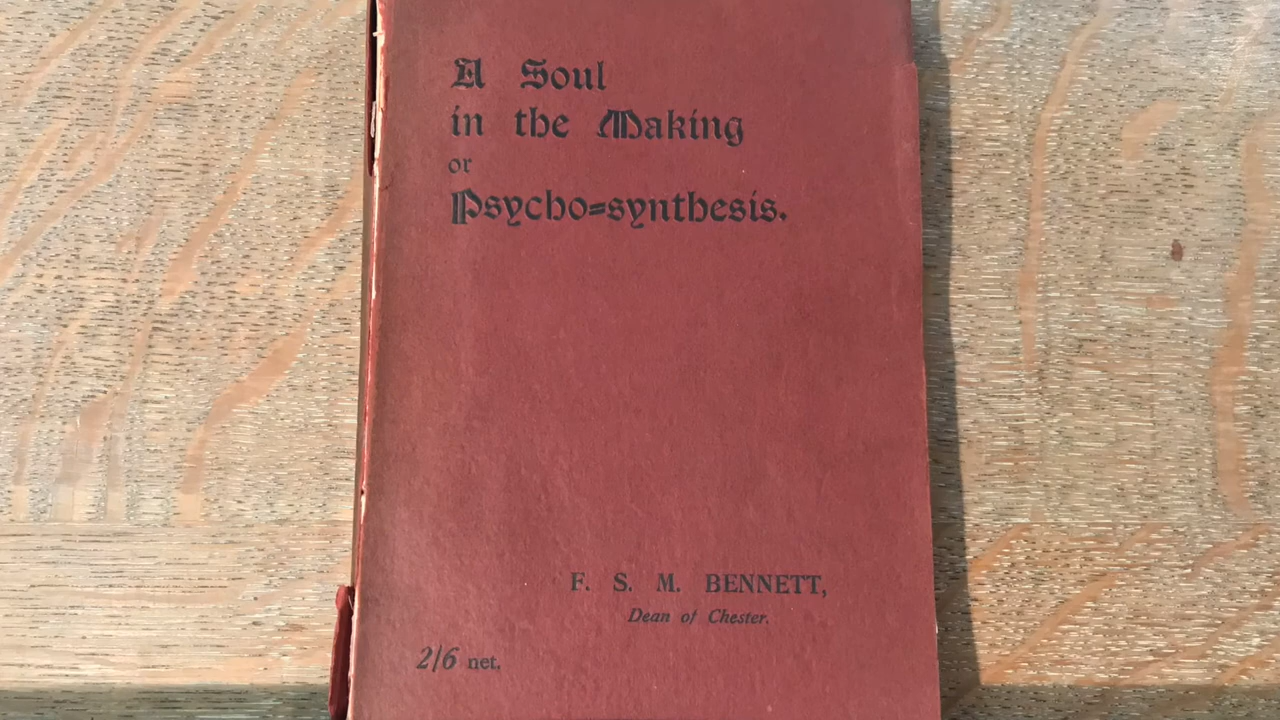 A Soul
in the Making
or
Psycho=synthesis.
F. S. M. BENNETT,
Dean of Chester.
2/6 net.